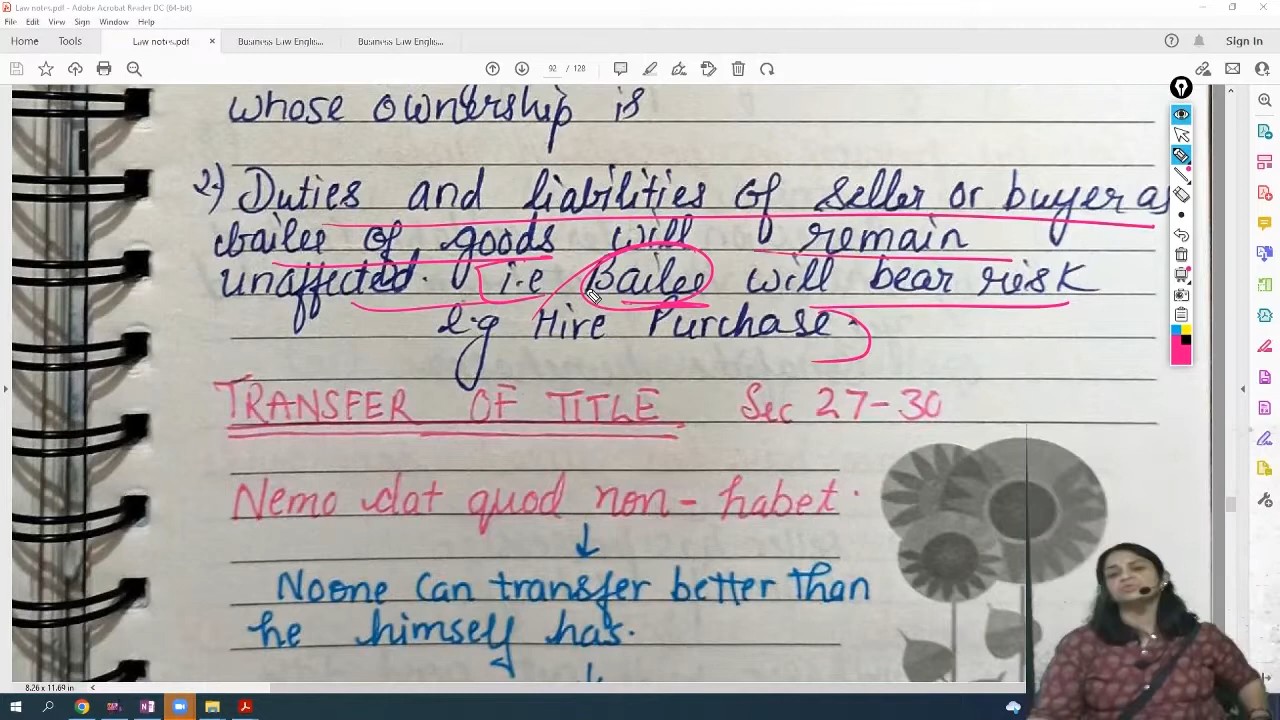 Law notes.pdf - Adobe Acrobat Reader DC (64-bit)
File Edit View Sign Window Help
Home Tools Law notes.pdf × Business Law Englis... Business Law Englis... Sign In
92 / 128
whose ownership is
2-) Duties and liabilities of seller or buyer as
bailee of goods will remain
unaffected. i.e Bailee will bear risk
e.g Hire Purchase.
TRANSFER OF TITLE Sec 27-30
Nemo dat quod non-habet.
Noone Can transfer better than
he himself has.
8.26 x 11.69 in